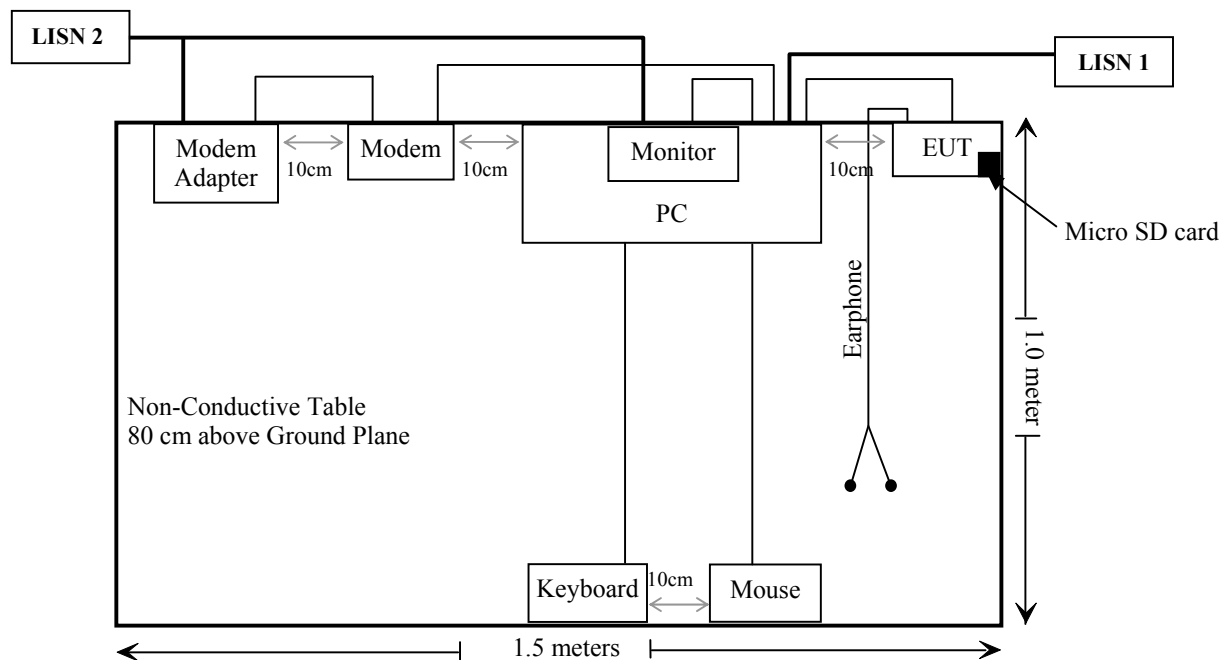 LISN 2
LISN 1
Modem
Adapter
10cm
Modem
10cm
Monitor
PC
10cm
EUT
Micro SD card
Earphone
1.0 meter
Non-Conductive Table
80 cm above Ground Plane
Keyboard
10cm
Mouse
1.5 meters